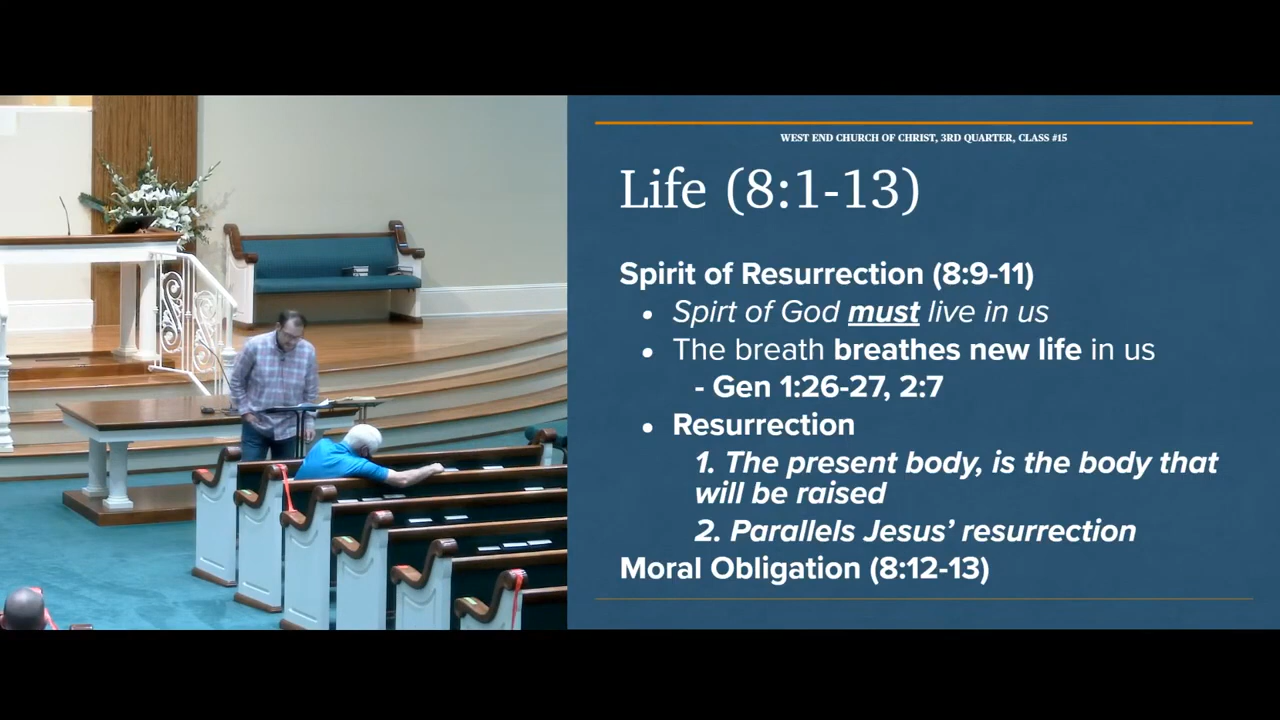 WEST END CHURCH OF CHRIST, 3RD QUARTER, CLASS #15
Life (8:1-13)
Spirit of Resurrection (8:9-11)
• Spirt of God must live in us
• The breath breathes new life in us
- Gen 1:26-27, 2:7
• Resurrection
1. The present body, is the body that
will be raised
2. Parallels Jesus’ resurrection
Moral Obligation (8:12-13)